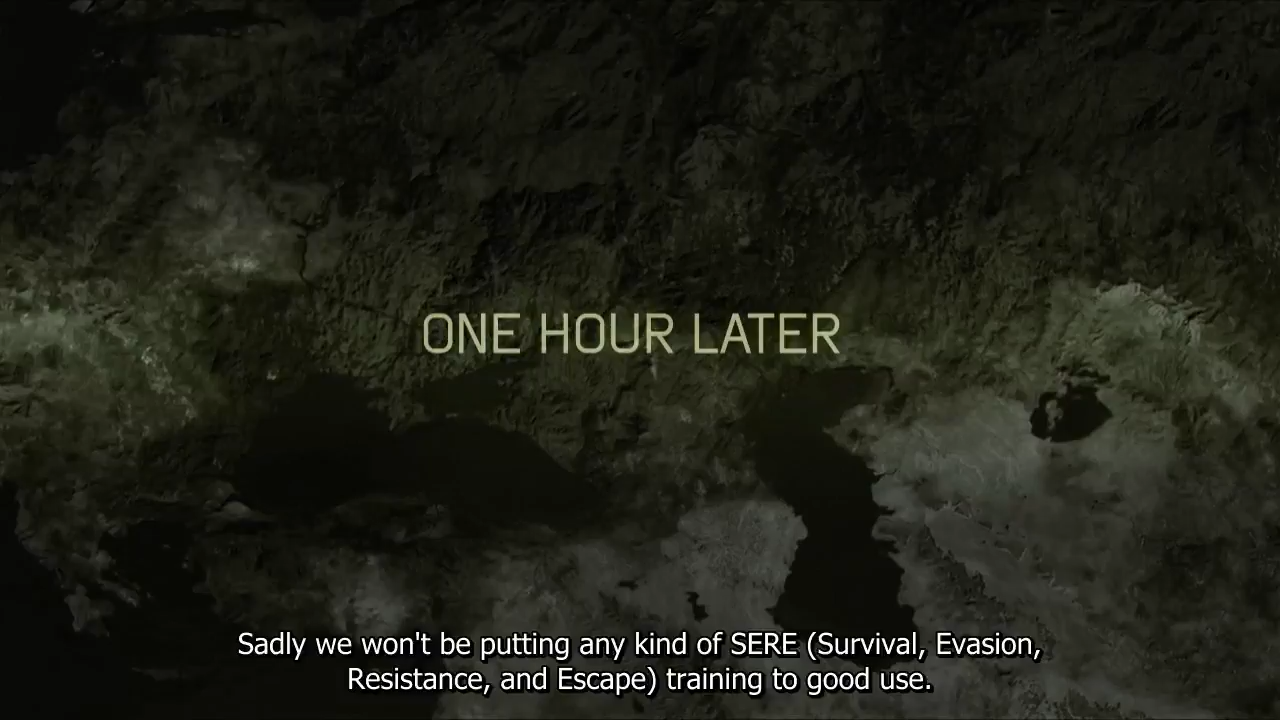 ONE HOUR LATER
Sadly we won't be putting any kind of SERE (Survival, Evasion,
Resistance, and Escape) training to good use.